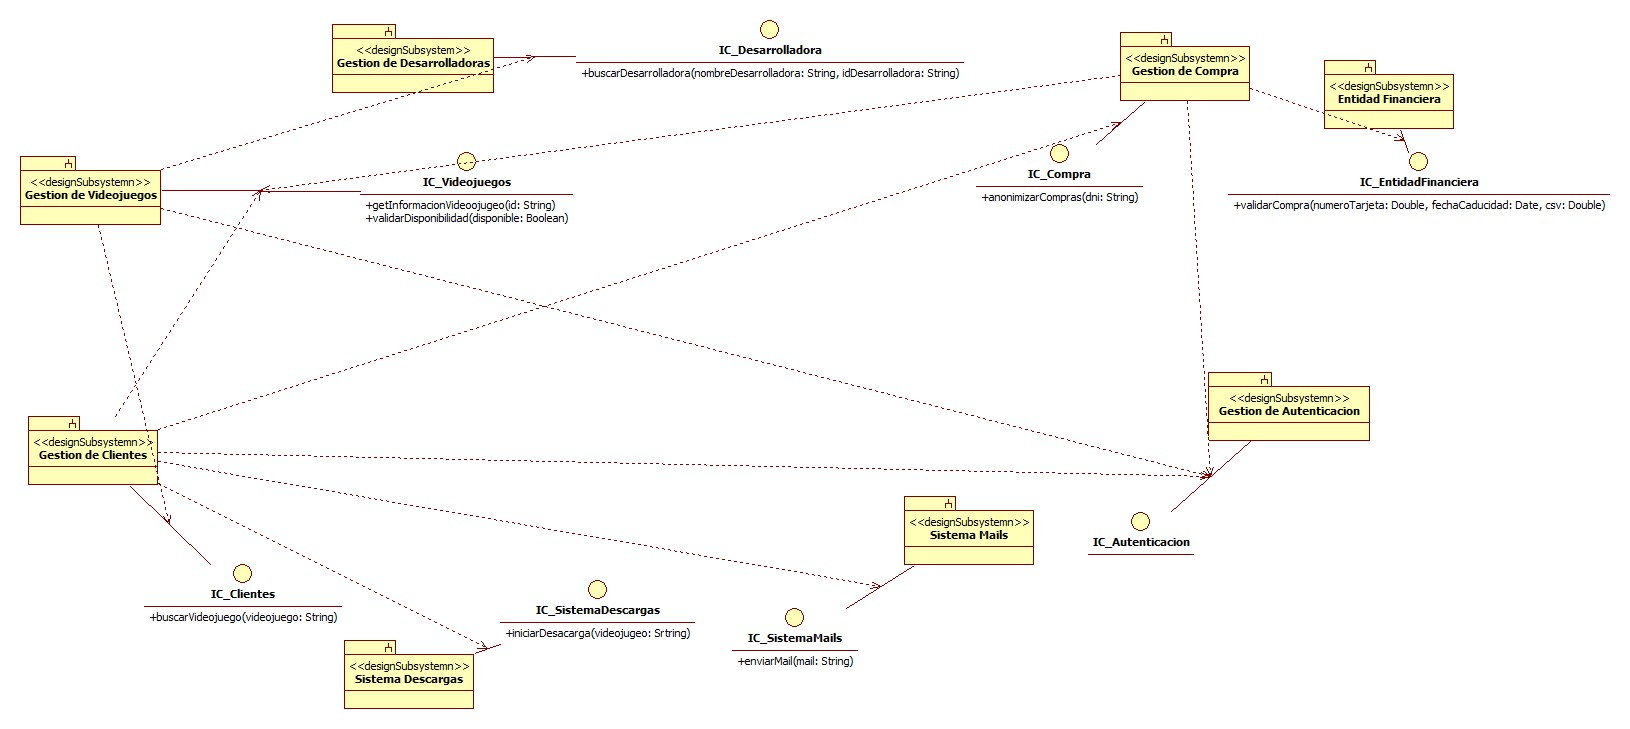 <<designSubsystem>>
Gestion de Desarrolladoras
IC_Desarrolladora
+buscarDesarrolladora(nombreDesarrolladora: String, idDesarrolladora: String)
<<designSubsystemn>>
Gestion de Compra
<<designSubsystemn>>
Entidad Financiera
<<designSubsystemn>>
Gestion de Videojuegos
IC_Videojuegos
+getInformacionVideoojugeo(id: String)
+validarDisponibilidad(disponible: Boolean)
IC_Compra
+anonimizarCompras(dni: String)
IC_EntidadFinanciera
+validarCompra(numeroTarjeta: Double, fechaCaducidad: Date, csv: Double)
<<designSubsystemn>>
Gestion de Autenticacion
<<designSubsystemn>>
Gestion de Clientes
<<designSubsystemn>>
Sistema Mails
IC_Autenticacion
IC_Clientes
+buscarVideojuego(videojuego: String)
IC_SistemaDescargas
+iniciarDesacarga(videojugeo: Srtring)
IC_SistemaMails
+enviarMail(mail: String)
<<designSubsystemn>>
Sistema Descargas